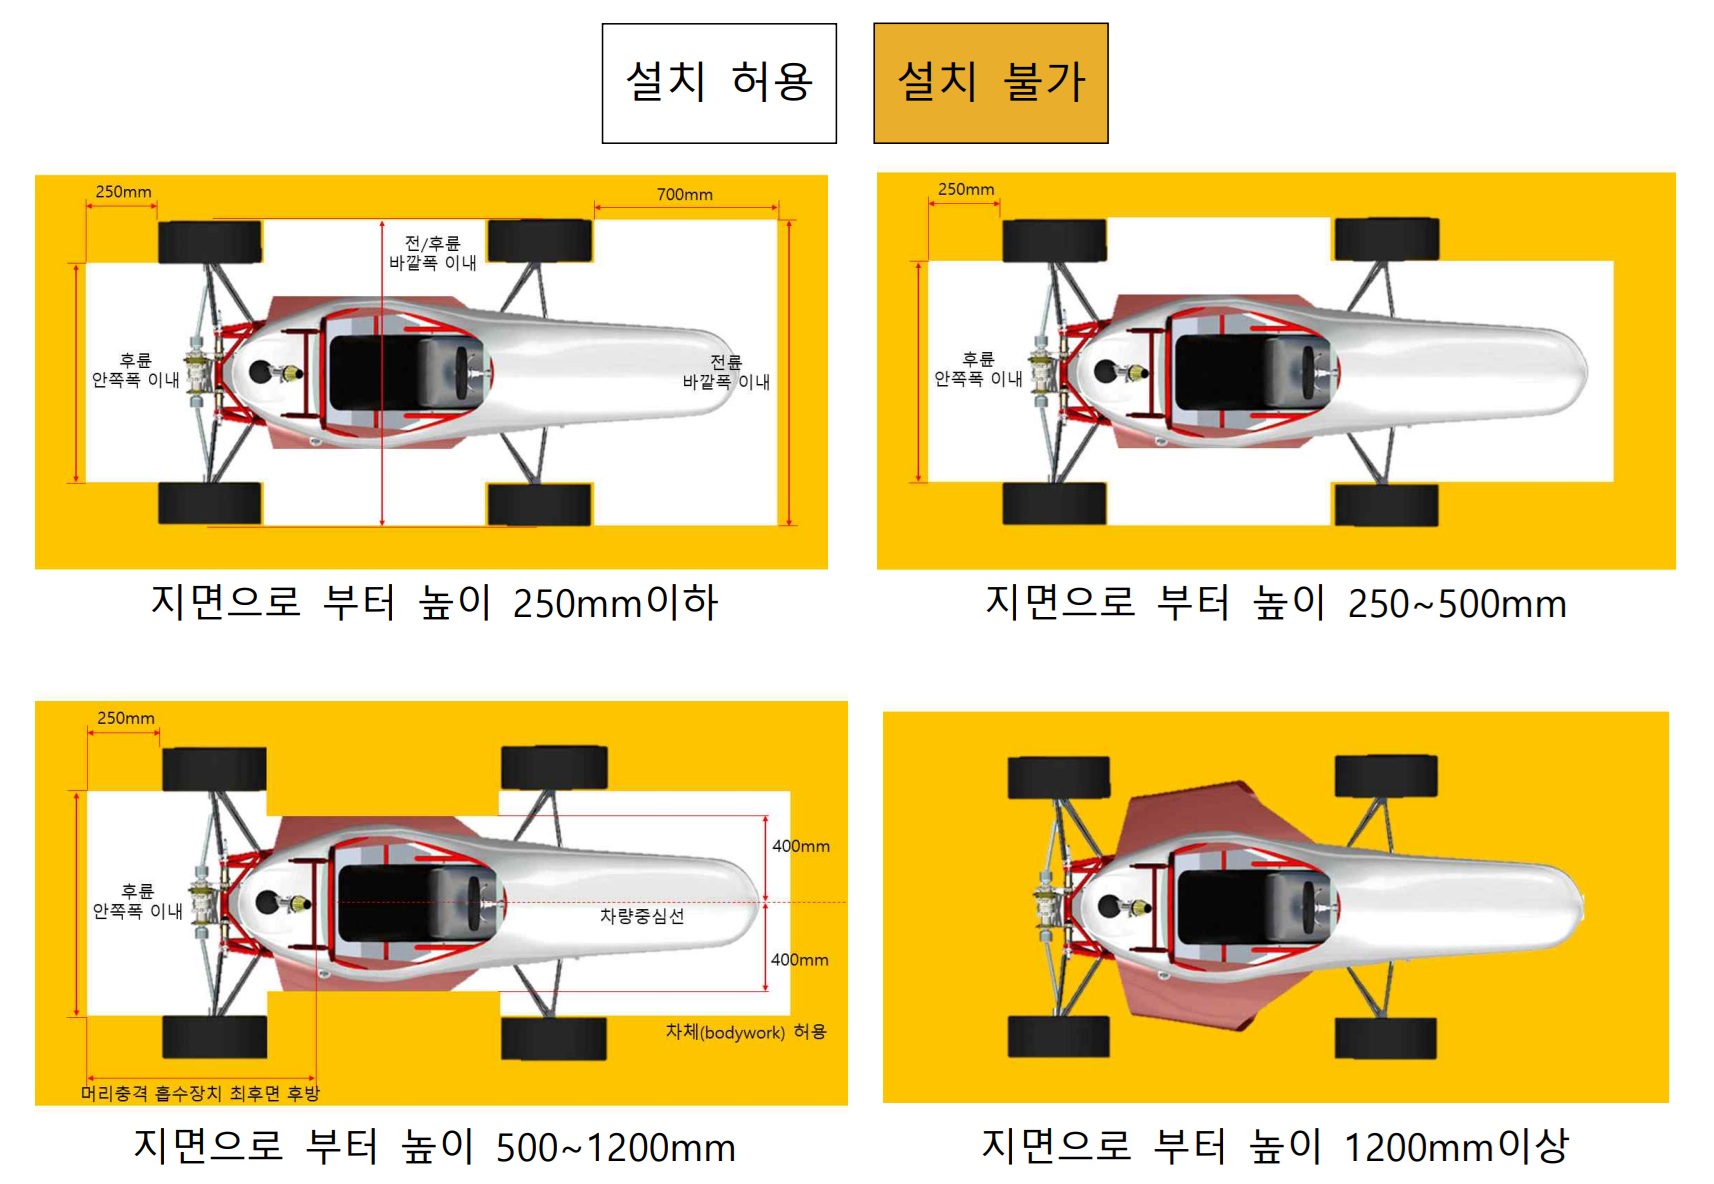 설치 허용
설치 불가
250mm
700mm
전/후륜
바깥폭 이내
후륜
안쪽폭 이내
전륜
바깥폭 이내
지면으로 부터 높이 250mm이하
250mm
후륜
안쪽폭 이내
지면으로 부터 높이 250~500mm
250mm
400mm
후륜
안쪽폭 이내
차량중심선
400mm
차체(bodywork) 허용
머리충격 흡수장치 최후면 후방
지면으로 부터 높이 500~1200mm
지면으로 부터 높이 1200mm이상